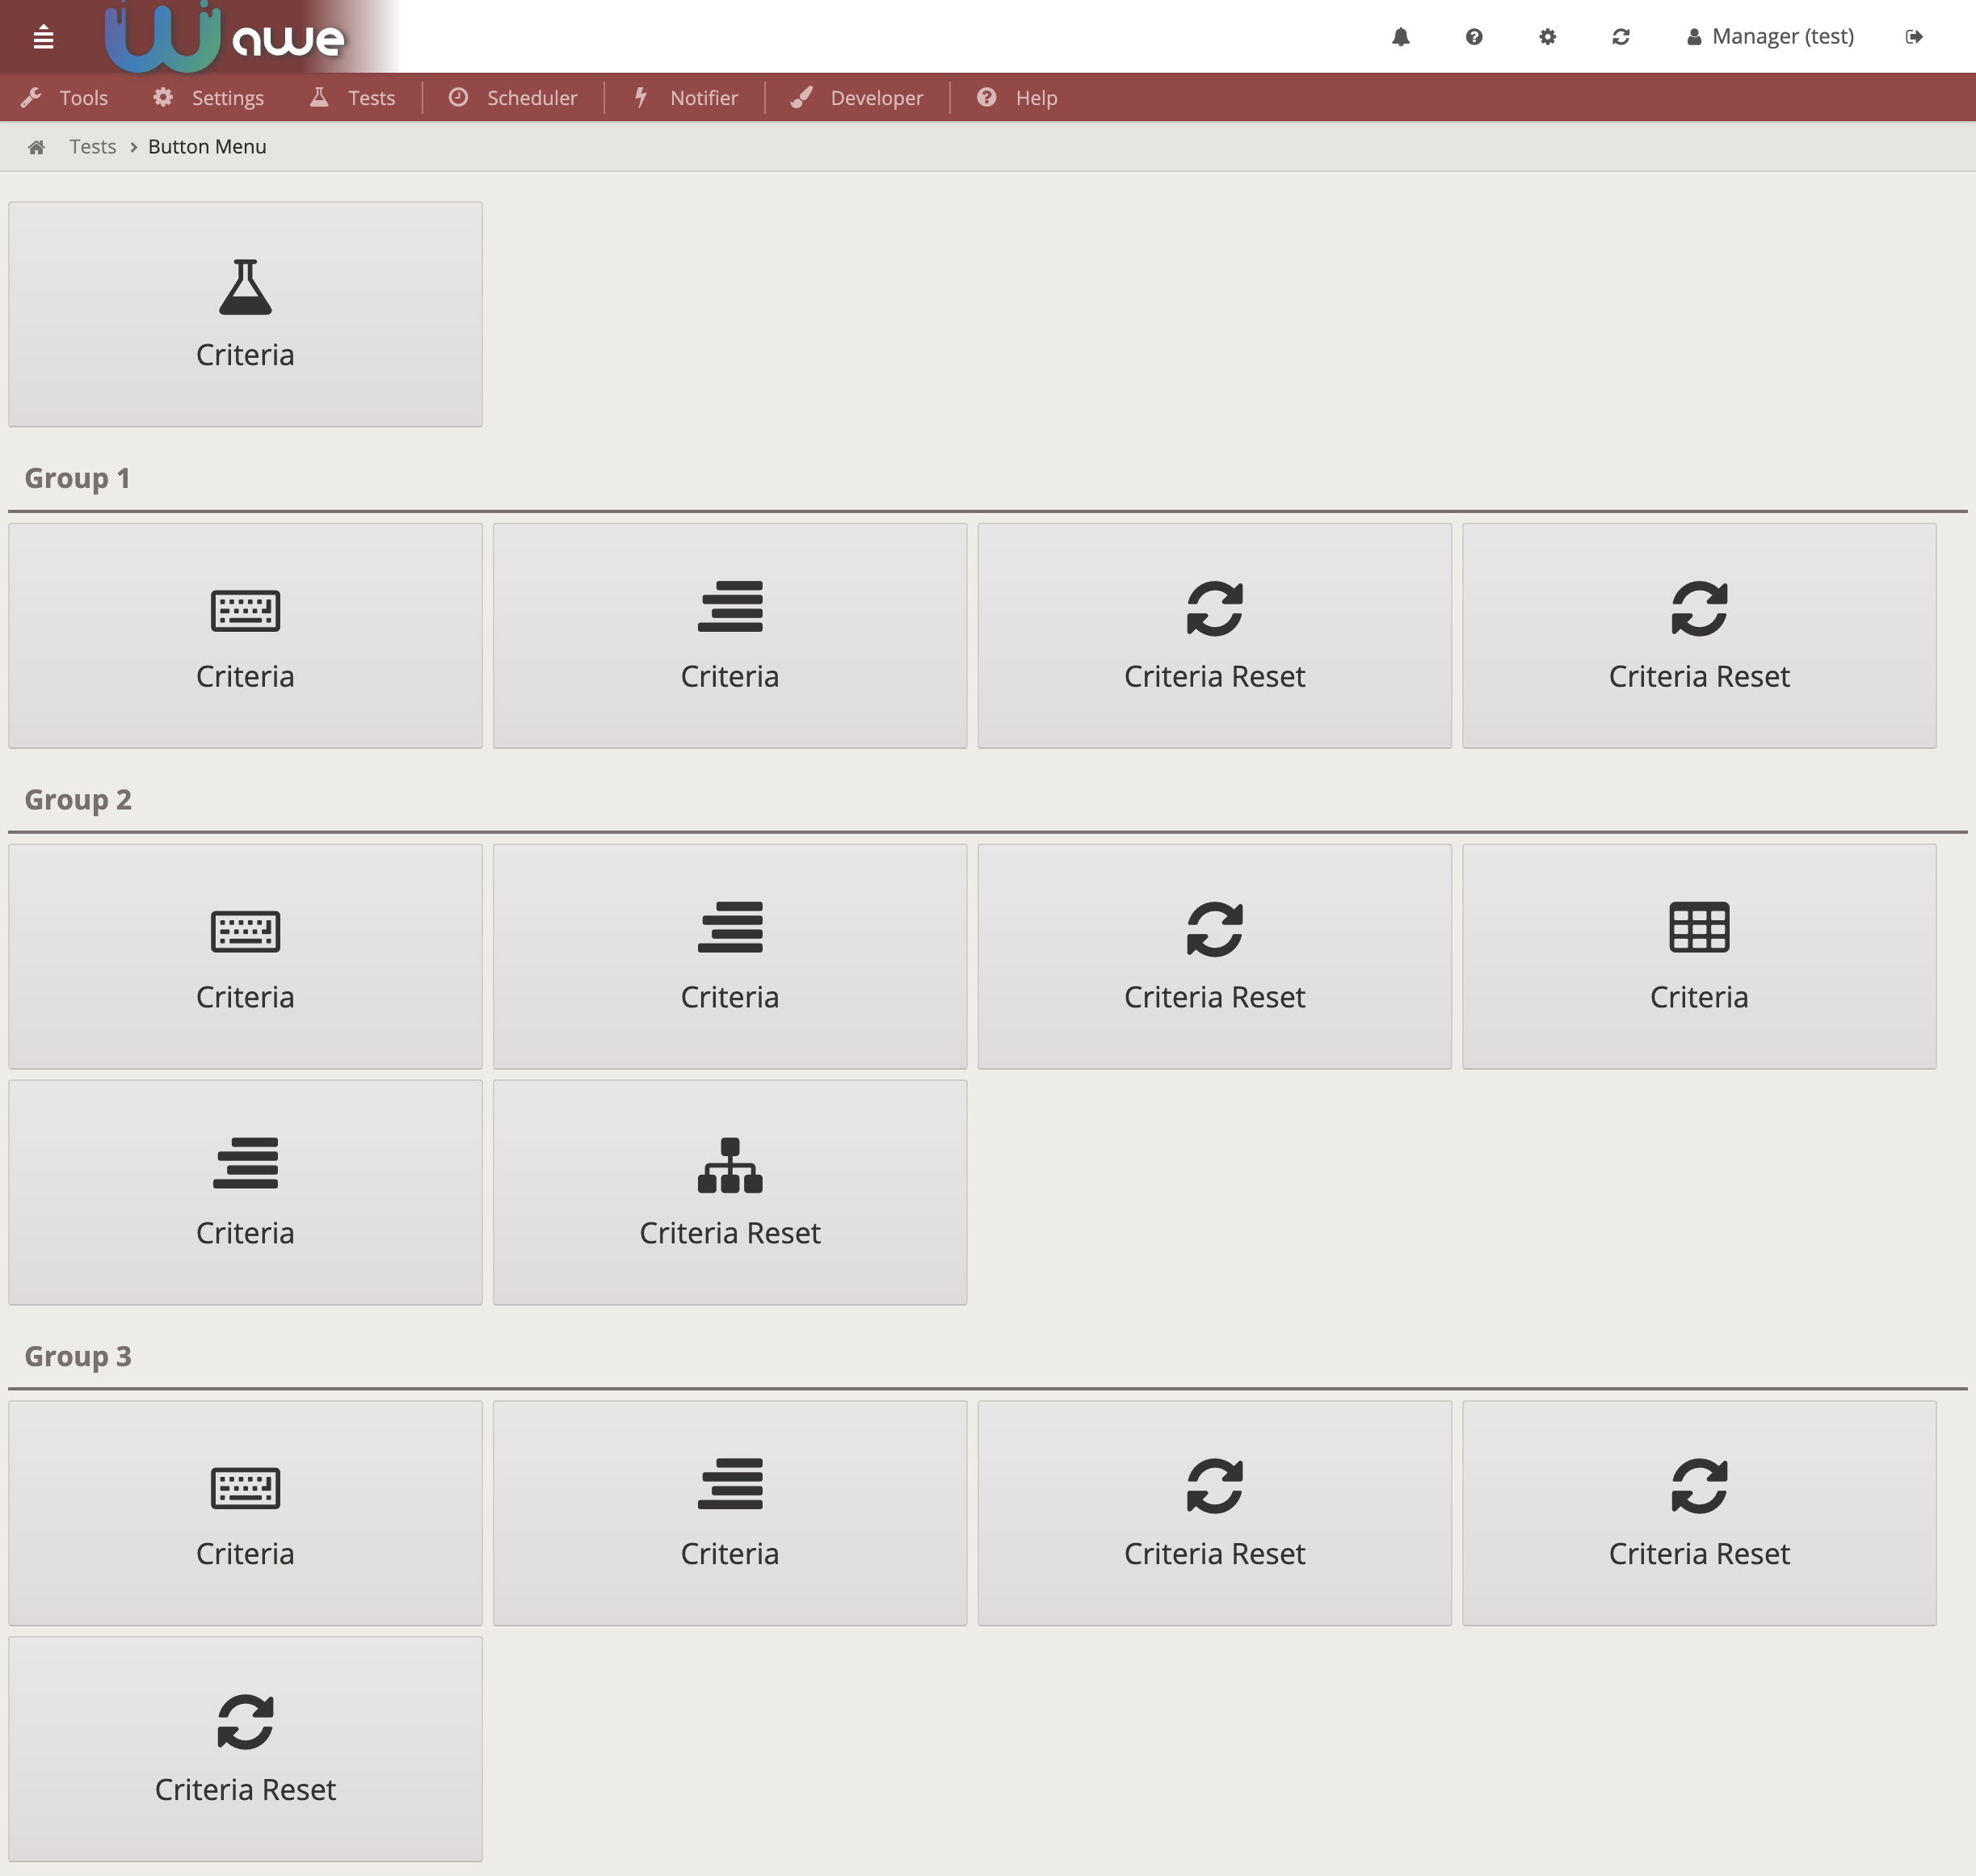 awe
Manager (test)
Tools Settings Tests Scheduler Notifier Developer Help
Tests Button Menu
Criteria
Group 1
Criteria Criteria Criteria Reset Criteria Reset
Group 2
Criteria Criteria Criteria Reset Criteria
Criteria Criteria Reset
Group 3
Criteria Criteria Criteria Reset Criteria Reset
Criteria Reset